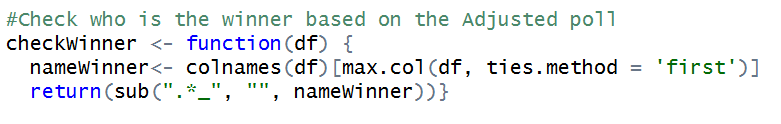 #Check who is the winner based on the Adjusted poll
checkWinner <- function(df) {
  nameWinner<- colnames(df)[max.col(df, ties.method = 'first')]
  return(sub(".*_", "", nameWinner))}